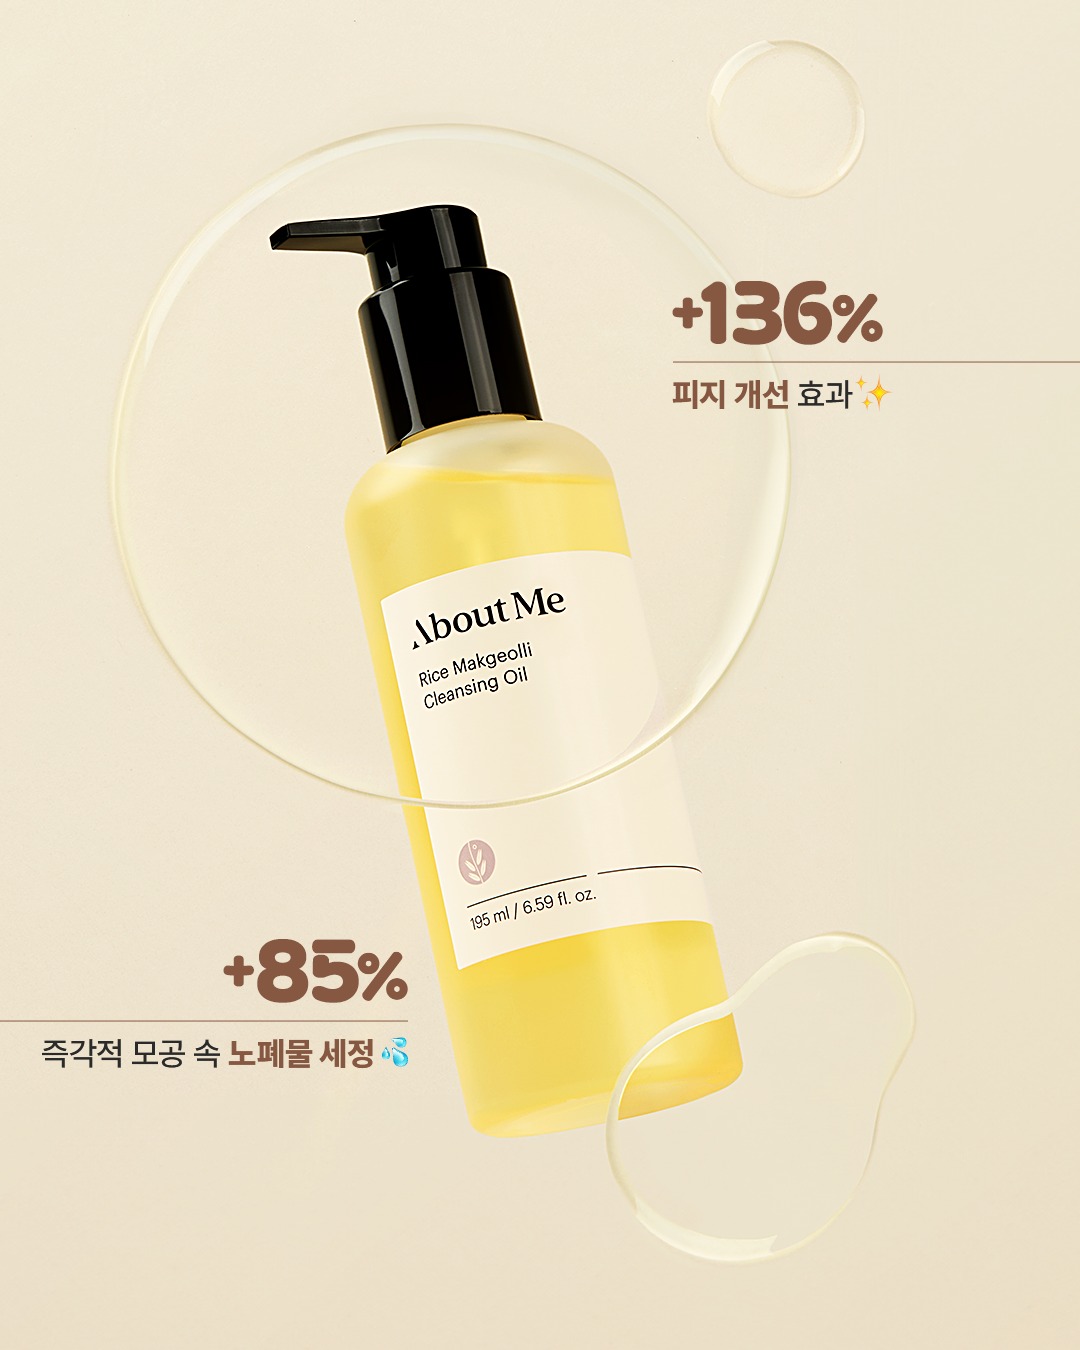 +136%
피지 개선 효과✨
About Me
Rice Makgeolli
Cleansing Oil
195 ml / 6.59 fl. oz.
+85%
즉각적 모공 속 노폐물 세정💦